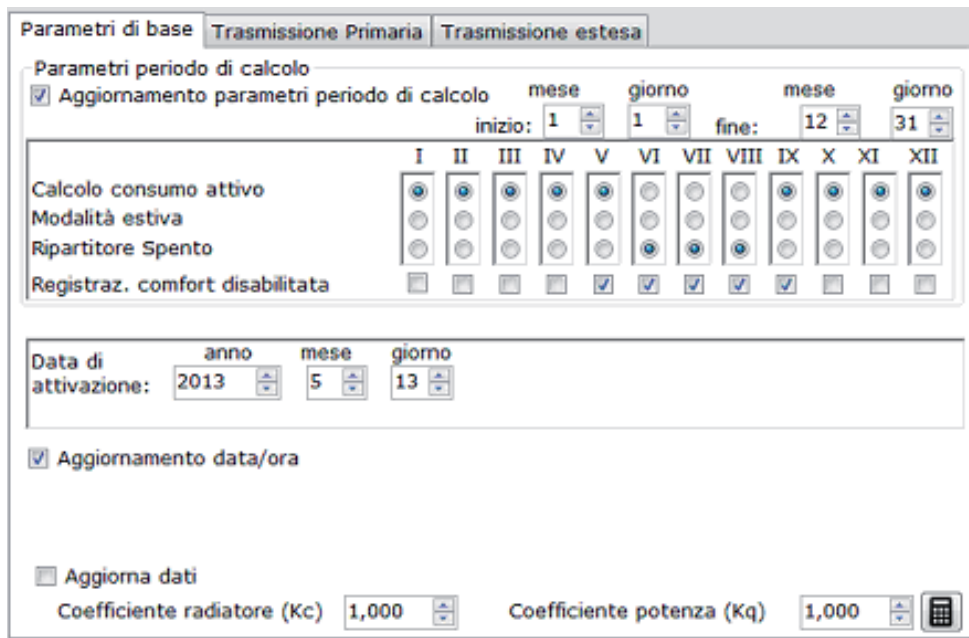 Parametri di base Trasmissione Primaria Trasmissione estesa
Parametri periodo di calcolo
Aggiornamento parametri periodo di calcolo mese giorno mese giorno
inizio: 1 1 fine: 12 31
I II III IV V VI VII VIII IX X XI XII
Calcolo consumo attivo
Modalità estiva
Ripartitore Spento
Registraz. comfort disabilitata
anno mese giorno
Data di
attivazione: 2013 5 13
Aggiornamento data/ora
Aggiorna dati
Coefficiente radiatore (Kc) 1,000 Coefficiente potenza (Kq) 1,000